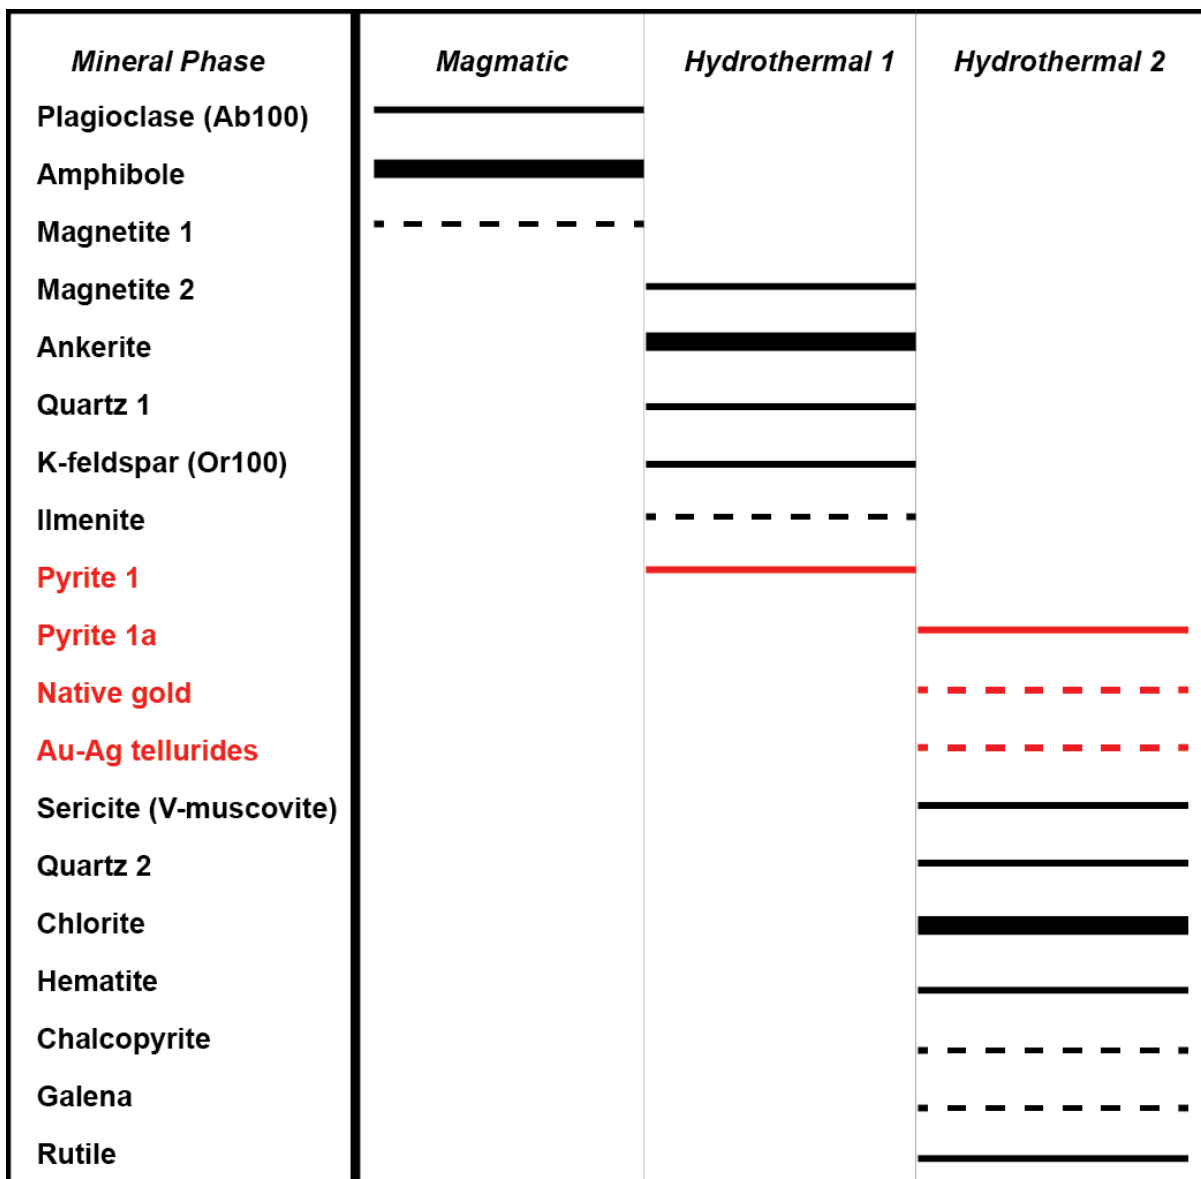 Mineral Phase Magmatic Hydrothermal 1 Hydrothermal 2
Plagioclase (Ab100)
Amphibole
Magnetite 1
Magnetite 2
Ankerite
Quartz 1
K-feldspar (Or100)
Ilmenite
Pyrite 1
Pyrite 1a
Native gold
Au-Ag tellurides
Sericite (V-muscovite)
Quartz 2
Chlorite
Hematite
Chalcopyrite
Galena
Rutile